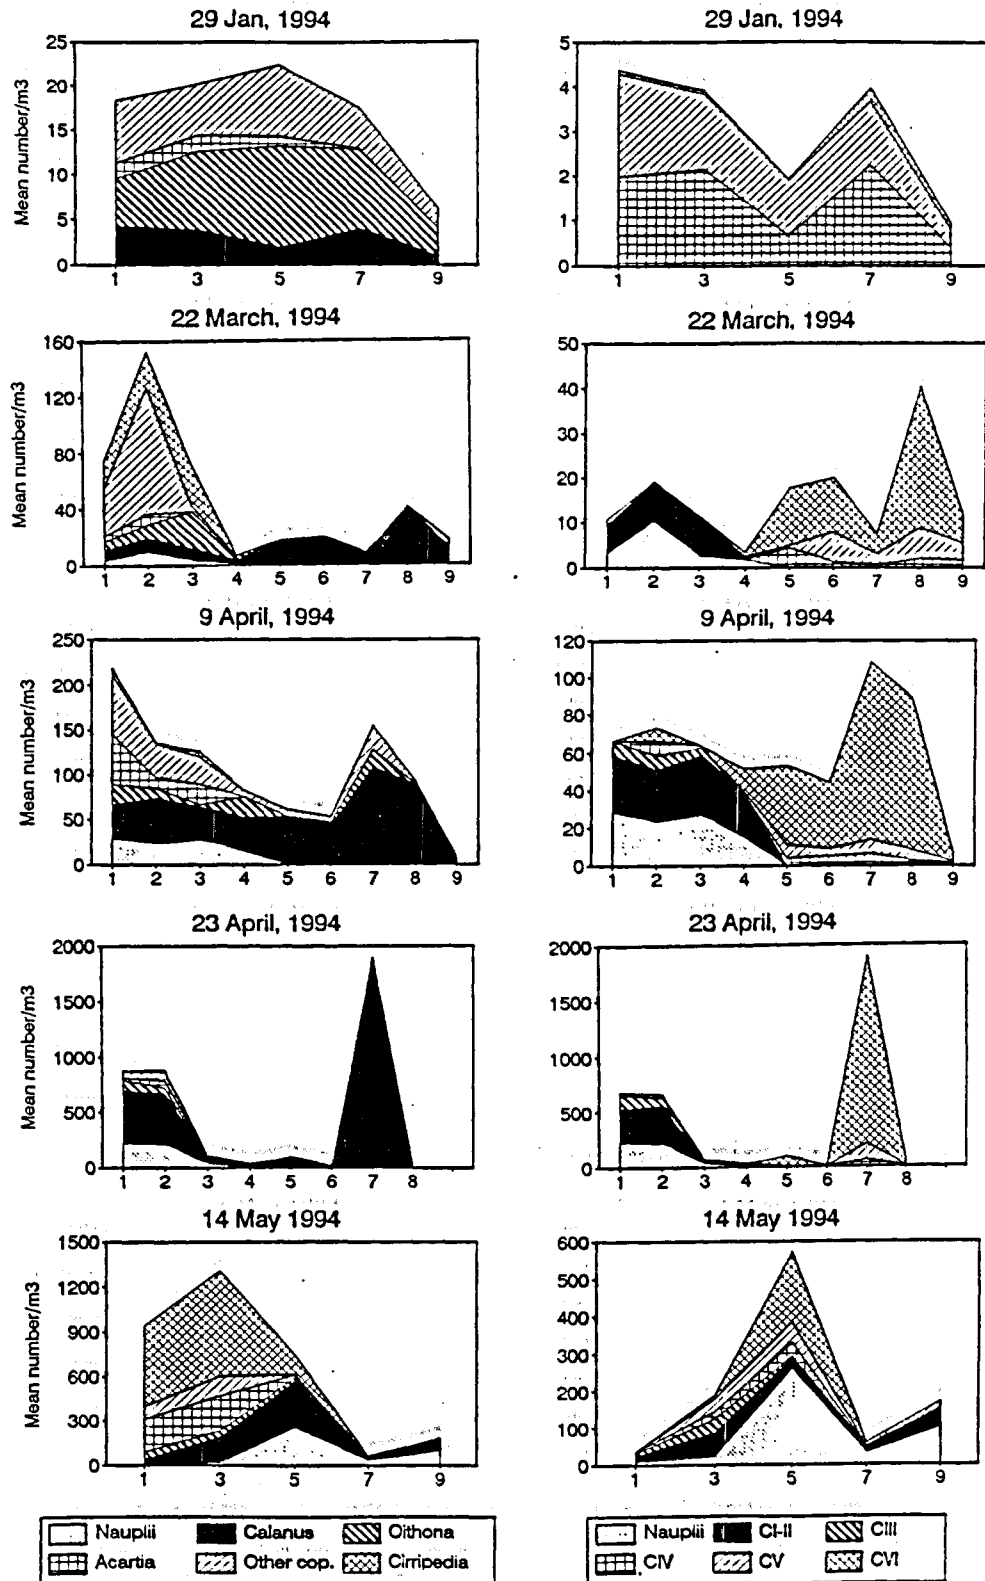 29 Jan, 1994
25
20
15
10
5
0
Mean number/m3
1 3 5 7 9
29 Jan, 1994
5
4
3
2
1
0
1 3 5 7 9
22 March, 1994
160
120
80
40
0
Mean number/m3
1 2 3 4 5 6 7 8 9
22 March, 1994
50
40
30
20
10
0
1 2 3 4 5 6 7 8 9
9 April, 1994
250
200
150
100
50
0
Mean number/m3
1 2 3 4 5 6 7 8 9
9 April, 1994
120
100
80
60
40
20
0
1 2 3 4 5 6 7 8 9
23 April, 1994
2000
1500
1000
500
0
Mean number/m3
1 2 3 4 5 6 7 8
23 April, 1994
2000
1500
1000
500
0
1 2 3 4 5 6 7 8
14 May 1994
1500
1200
900
600
300
0
Mean number/m3
1 3 5 7 9
14 May 1994
600
500
400
300
200
100
0
1 3 5 7 9
Nauplii Calanus Oithona
Acartia Other cop. Cirripedia
Nauplii CI-II CIII
CIV CV CVI